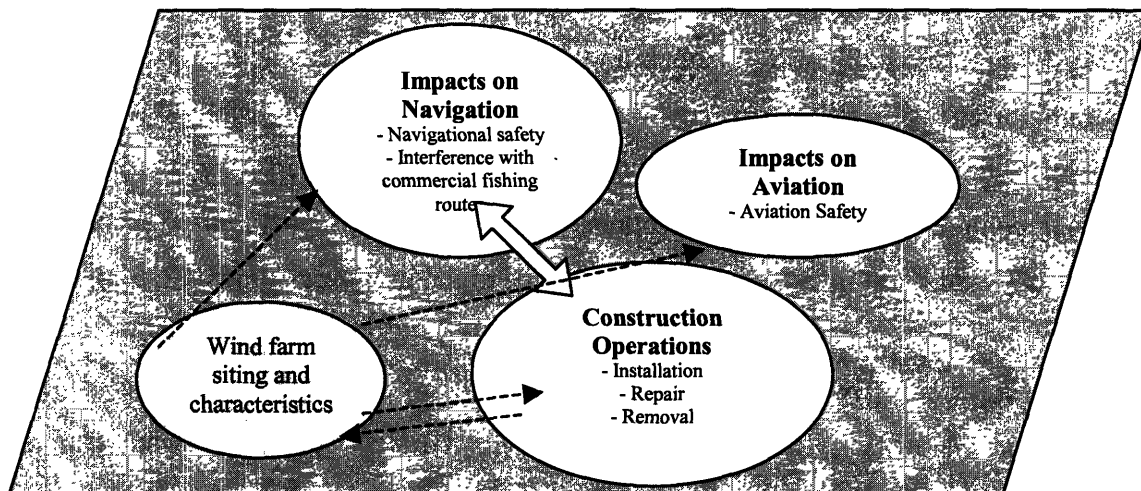 Impacts on
Navigation
- Navigational safety
- Interference with
commercial fishing
route
Impacts on
Aviation
- Aviation Safety
Construction
Operations
- Installation
- Repair
- Removal
Wind farm
siting and
characteristics